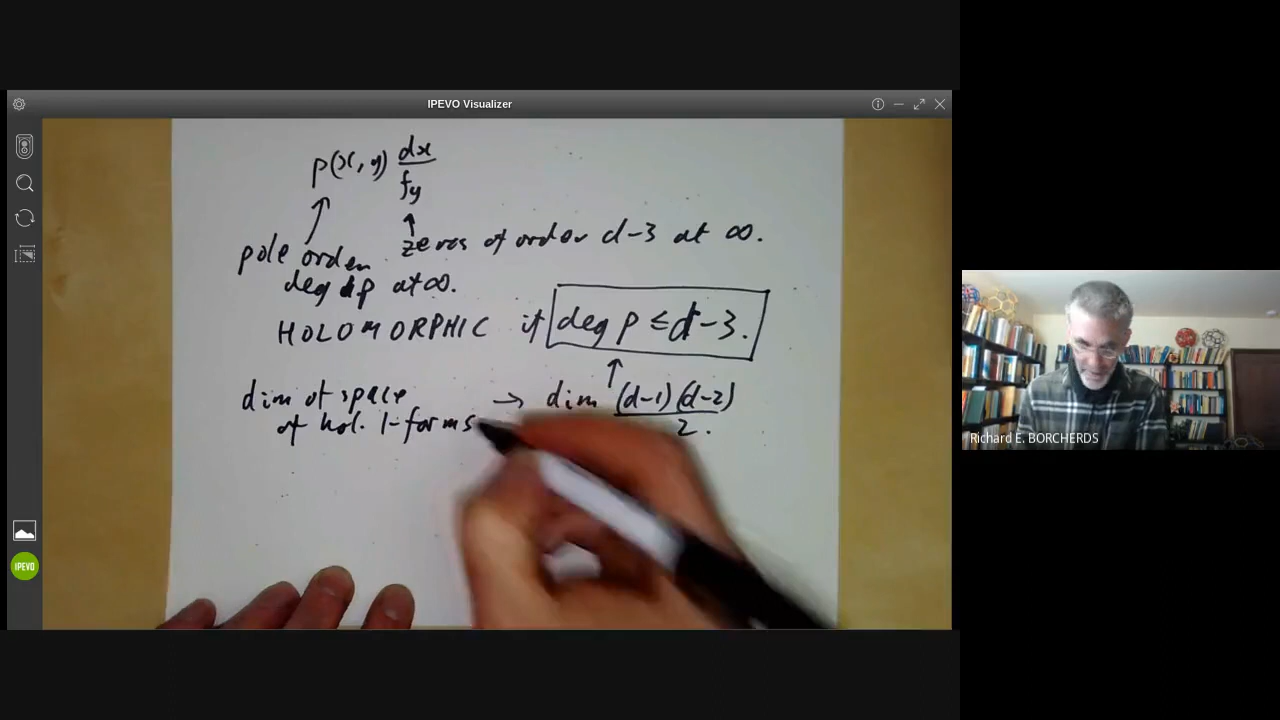 IPEVO Visualizer
p(x, y) dx
fy
pole order
deg p at ∞.
zeros of order d-3 at ∞.
HOLOMORPHIC if deg p ≤ d-3.
dim of space
of hol. 1-forms
→ dim (d-1)(d-2)
2.
Richard E. BORCHERDS
IPEVO